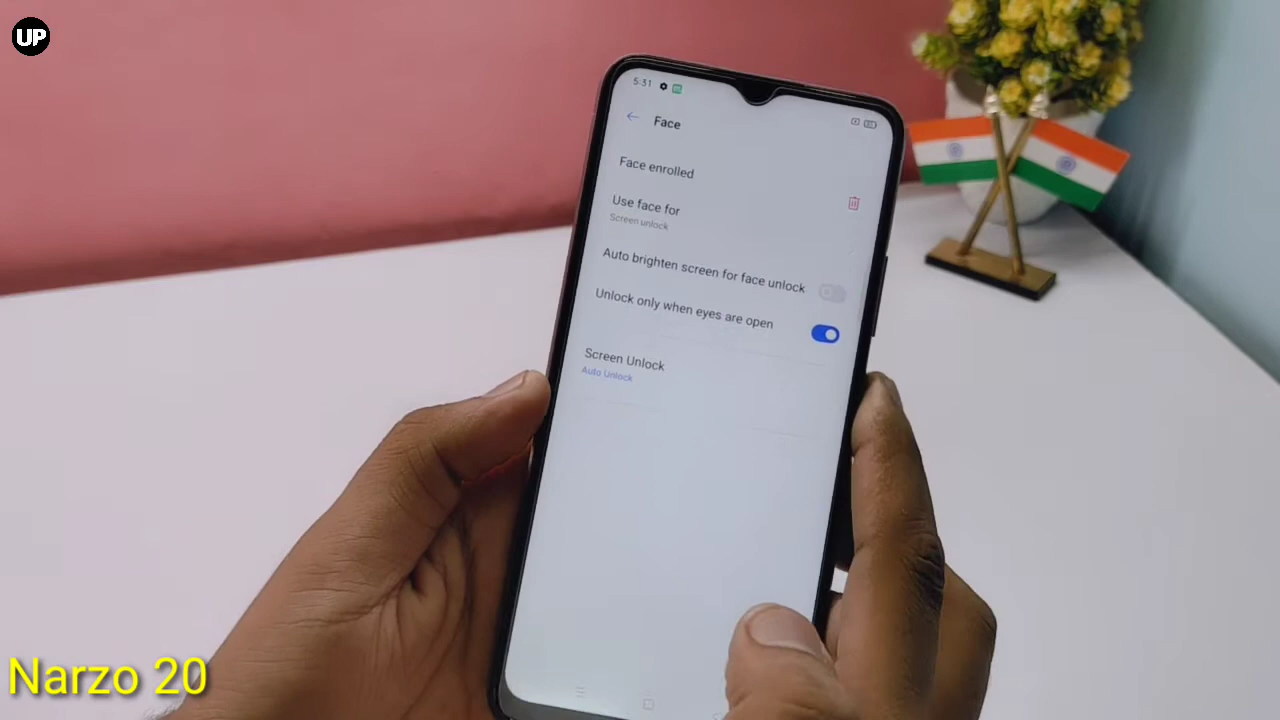 UP
5:31
Face
Face enrolled
Use face for
Screen unlock
Auto brighten screen for face unlock
Unlock only when eyes are open
Screen Unlock
Auto Unlock
Narzo 20